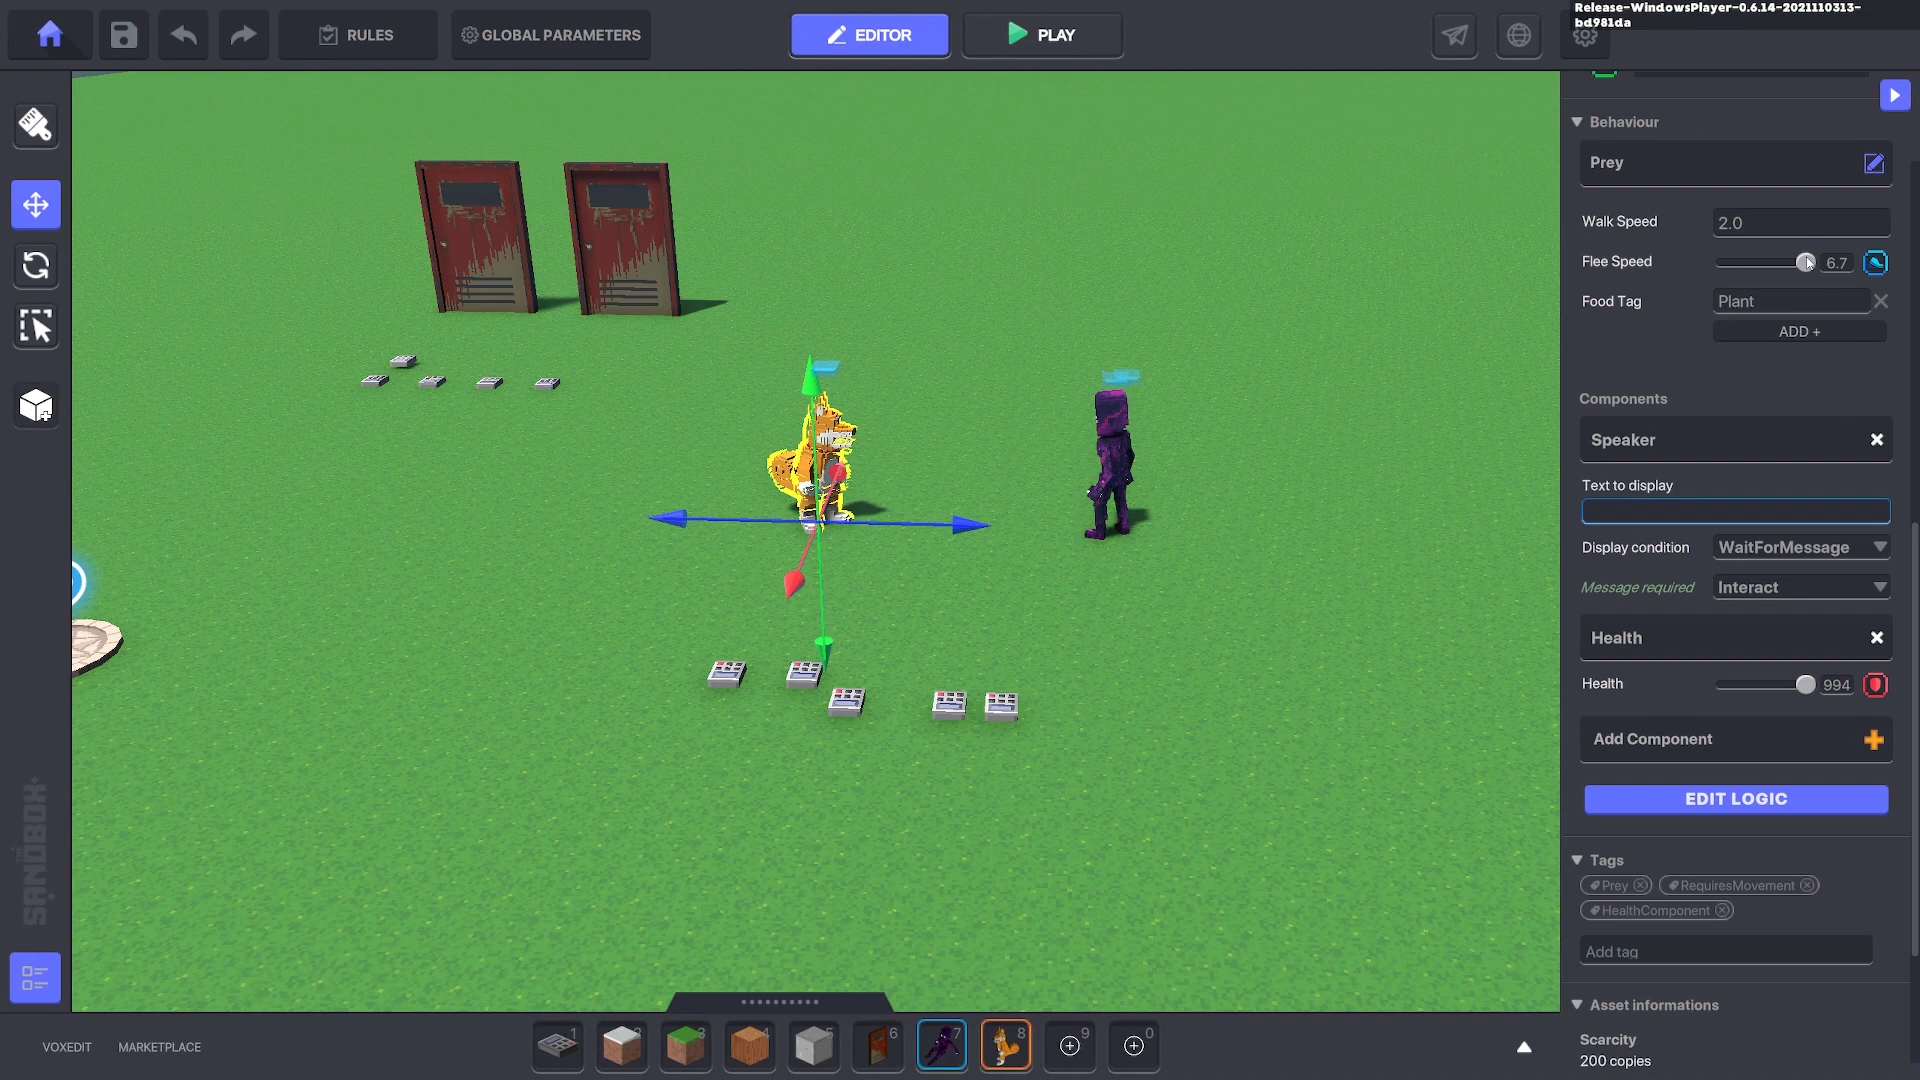 Release-WindowsPlayer-0.6.14-2021110313-
bd981da
RULES
GLOBAL PARAMETERS
EDITOR
PLAY
Behaviour
Prey
Walk Speed
2.0
Flee Speed
6.7
Food Tag
Plant
ADD +
Components
Speaker
Text to display
Display condition
WaitForMessage
Message required
Interact
Health
Health
994
Add Component
EDIT LOGIC
Tags
Prey
RequiresMovement
HealthComponent
Add tag
Asset informations
Scarcity
200 copies
THE SANDBOX
VOXEDIT
MARKETPLACE
1
2
3
4
5
6
7
8
9
0